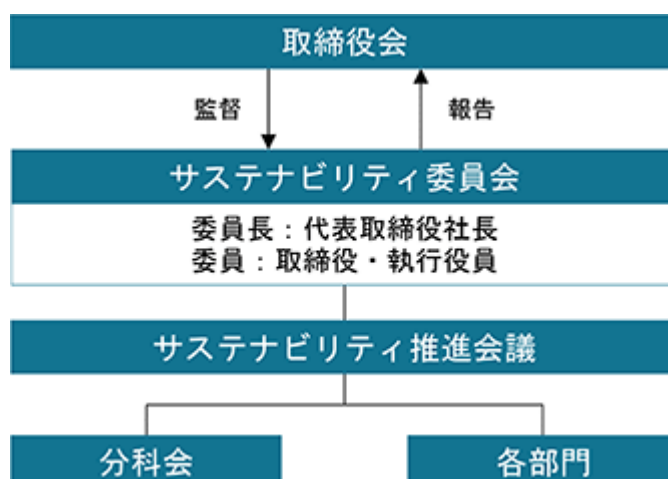 取締役会
監督
報告
サステナビリティ委員会
委員長：代表取締役社長
委員：取締役・執行役員
サステナビリティ推進会議
分科会
各部門